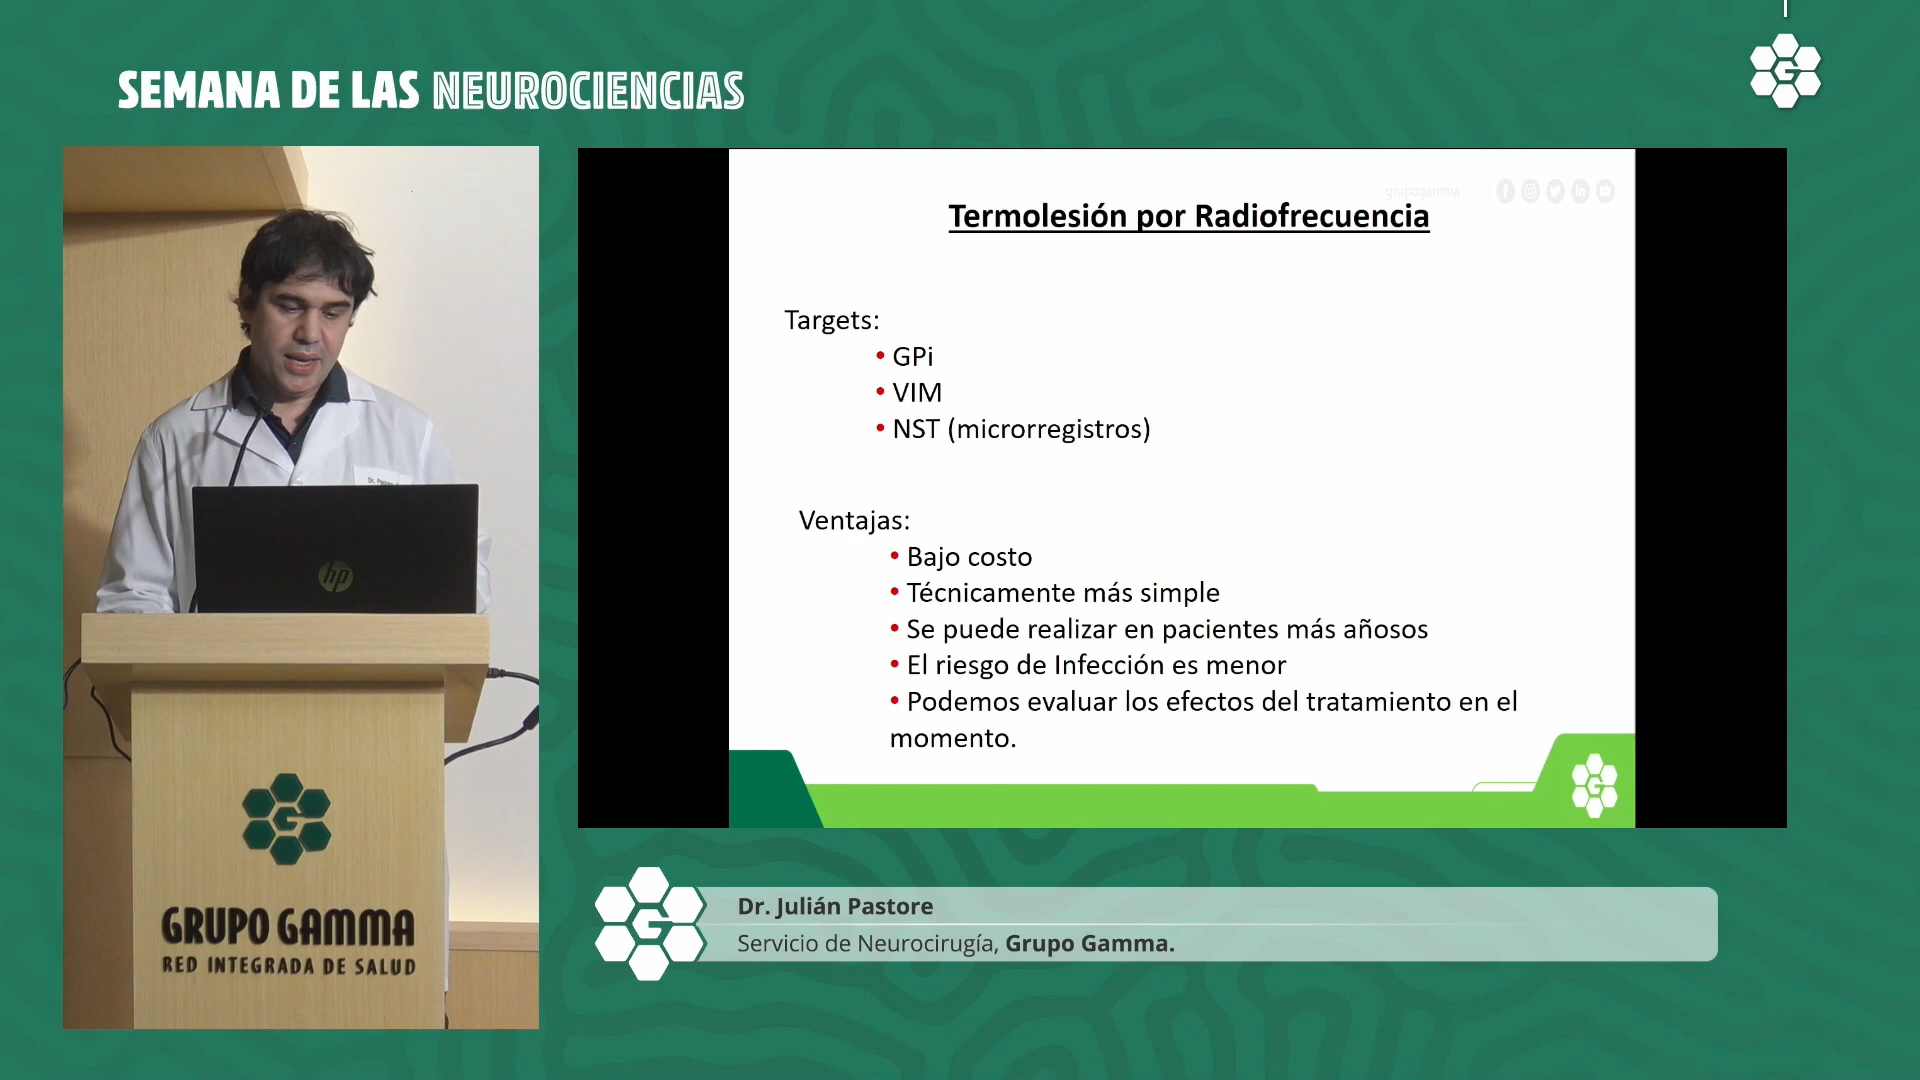 SEMANA DE LAS NEUROCIENCIAS
grupogamma
Termolesión por Radiofrecuencia
Targets:
• GPi
• VIM
• NST (microrregistros)
Ventajas:
• Bajo costo
• Técnicamente más simple
• Se puede realizar en pacientes más añosos
• El riesgo de Infección es menor
• Podemos evaluar los efectos del tratamiento en el
momento.
hp
GRUPO GAMMA
RED INTEGRADA DE SALUD
Dr. Julián Pastore
Servicio de Neurocirugía, Grupo Gamma.